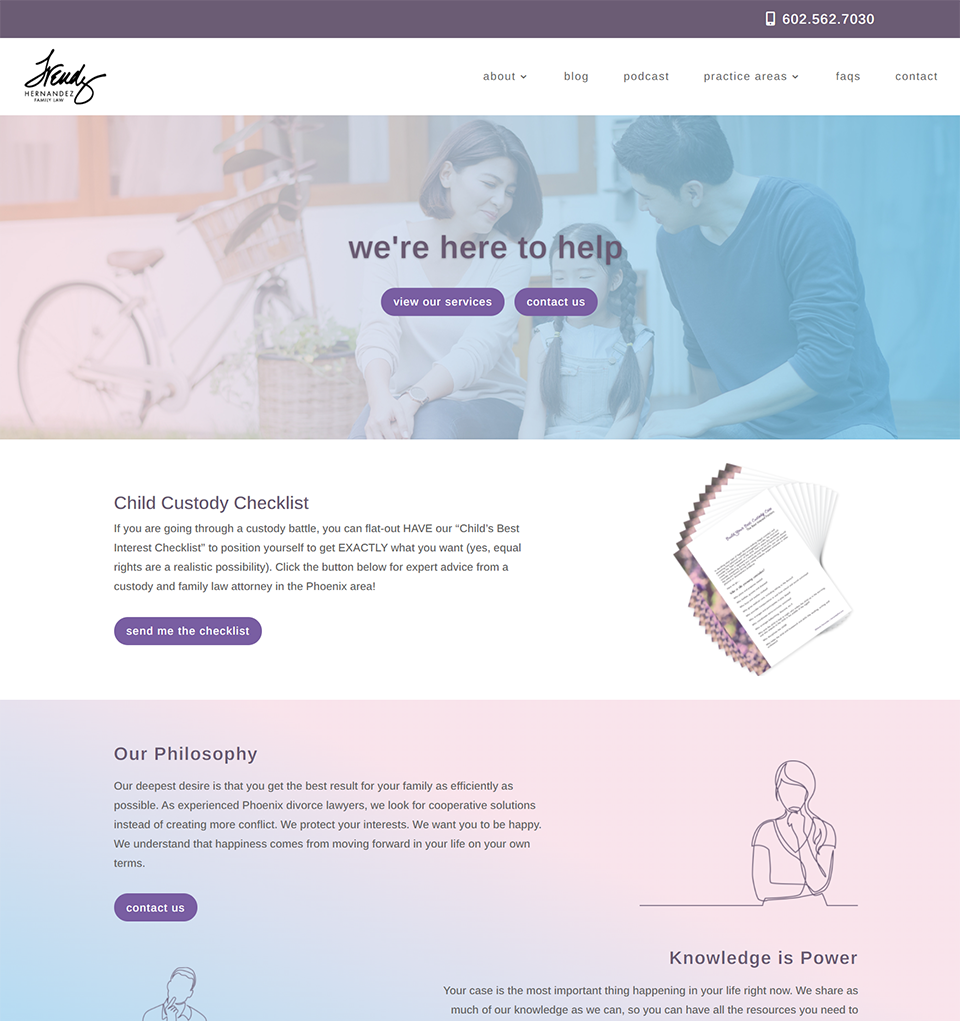 602.562.7030
Wendy
HERNANDEZ
FAMILY LAW
about
blog
podcast
practice areas
faqs
contact
we're here to help
view our services
contact us
Child Custody Checklist
If you are going through a custody battle, you can flat-out HAVE our “Child’s Best
Interest Checklist” to position yourself to get EXACTLY what you want (yes, equal
rights are a realistic possibility). Click the button below for expert advice from a
custody and family law attorney in the Phoenix area!
send me the checklist
Our Philosophy
Our deepest desire is that you get the best result for your family as efficiently as
possible. As experienced Phoenix divorce lawyers, we look for cooperative solutions
instead of creating more conflict. We protect your interests. We want you to be happy.
We understand that happiness comes from moving forward in your life on your own
terms.
contact us
Knowledge is Power
Your case is the most important thing happening in your life right now. We share as
much of our knowledge as we can, so you can have all the resources you need to